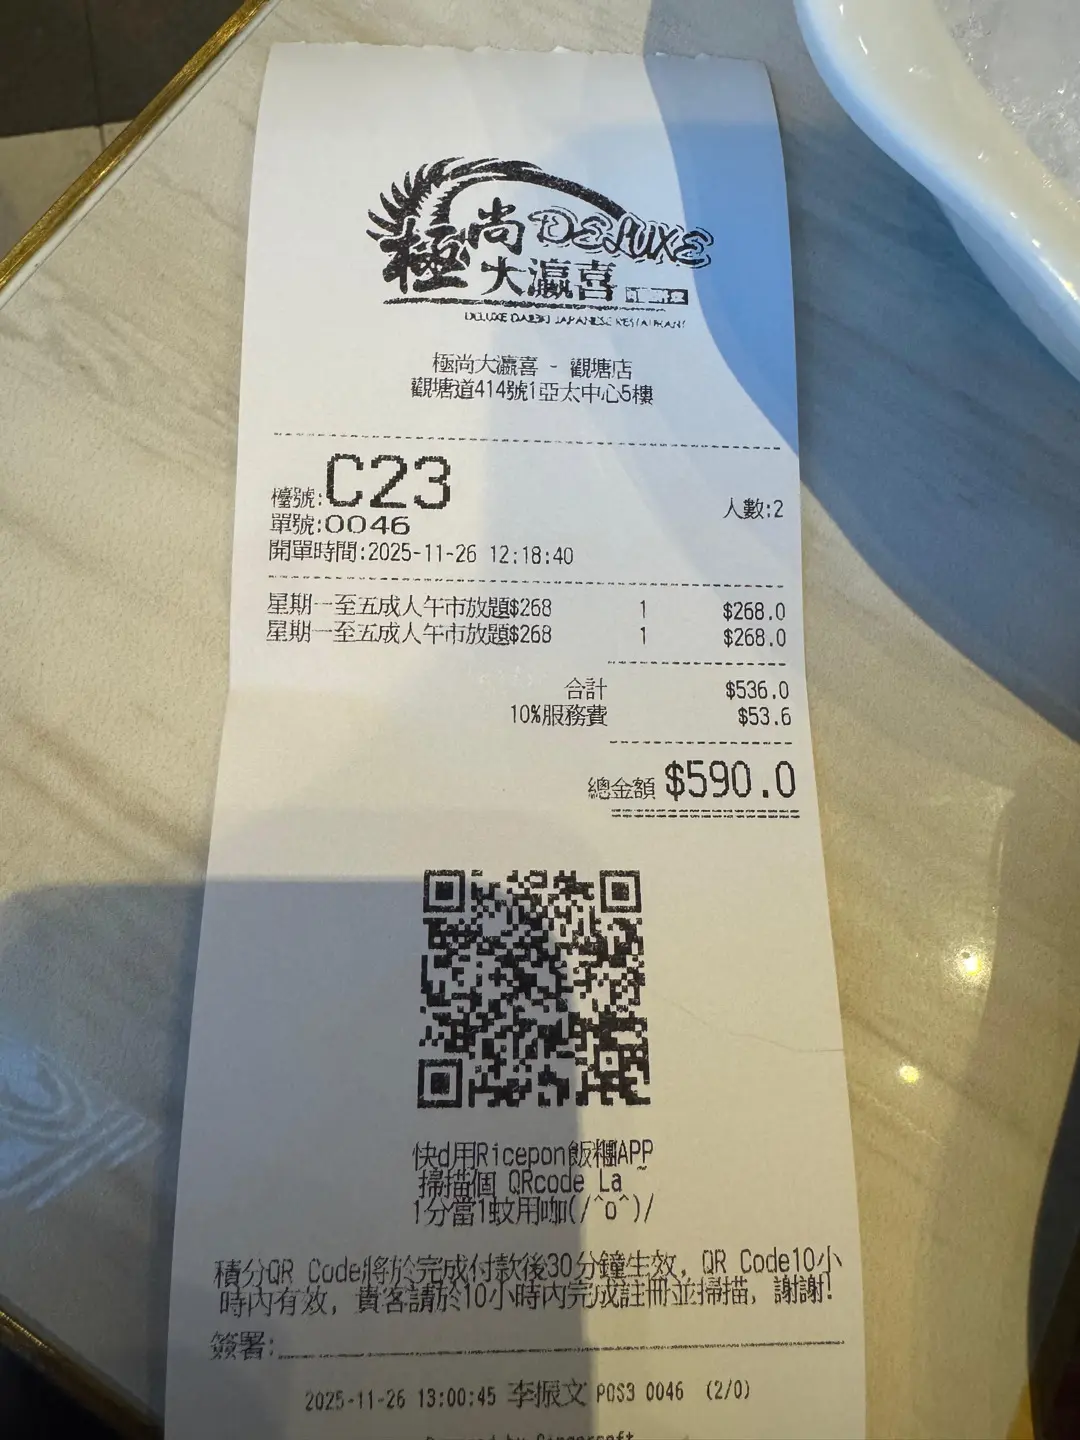 極尚 DELUXE
大瀛喜
DELUXE DAIEKI JAPANESE RESTAURANT
極尚大瀛喜 - 觀塘店
觀塘道414號1亞太中心5樓
檯號:C23
人數:2
單號:0046
開單時間:2025-11-26 12:18:40
星期一至五成人午市放題$268 1 $268.0
星期一至五成人午市放題$268 1 $268.0
合計 $536.0
10%服務費 $53.6
總金額 $590.0
快d用Ricepon飯糰APP
掃描個 QRcode La ~
1分當1蚊用咖(/^o^)/
積分QR Code將於完成付款後30分鐘生效, QR Code10小
時內有效, 貴客請於10小時內完成註冊並掃描, 謝謝!
簽署:
2025-11-26 13:00:45 李振文 POS3 0046 (2/0)